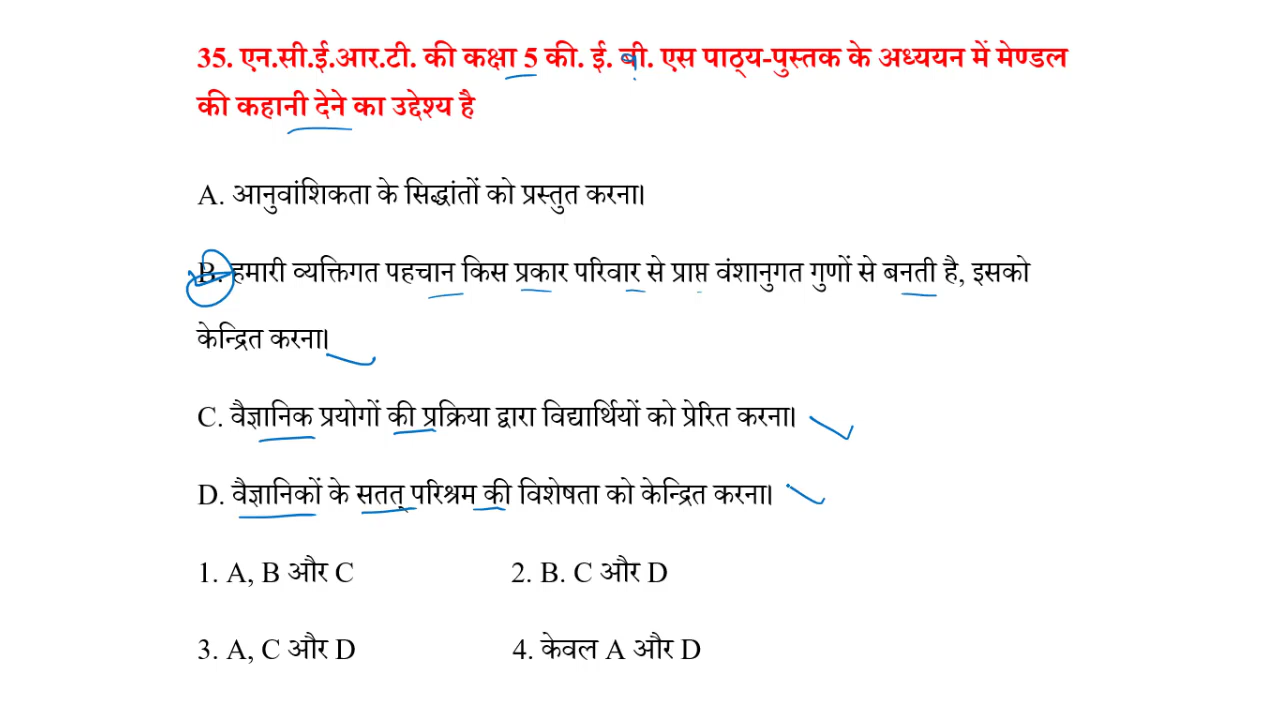 35. एन.सी.ई.आर.टी. की कक्षा 5 की. ई. बी. एस पाठ्य-पुस्तक के अध्ययन में मेण्डल
की कहानी देने का उद्देश्य है
A. आनुवांशिकता के सिद्धांतों को प्रस्तुत करना।
B. हमारी व्यक्तिगत पहचान किस प्रकार परिवार से प्राप्त वंशानुगत गुणों से बनती है, इसको
केन्द्रित करना।
C. वैज्ञानिक प्रयोगों की प्रक्रिया द्वारा विद्यार्थियों को प्रेरित करना।
D. वैज्ञानिकों के सतत् परिश्रम की विशेषता को केन्द्रित करना।
1. A, B और C 2. B. C और D
3. A, C और D 4. केवल A और D